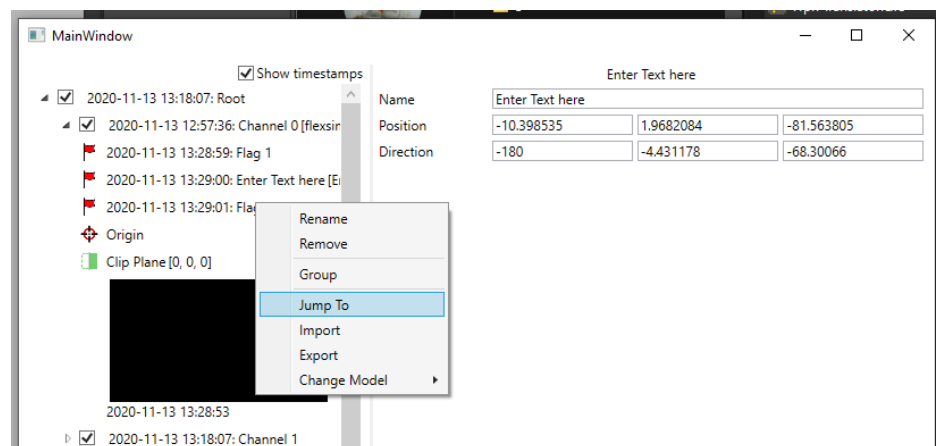 MainWindow
Show timestamps
Enter Text here
2020-11-13 13:18:07: Root
Name
Enter Text here
2020-11-13 12:57:36: Channel 0 [flexsin
Position
-10.398535
1.9682084
-81.563805
2020-11-13 13:28:59: Flag 1
Direction
-180
-4.431178
-68.30066
2020-11-13 13:29:00: Enter Text here [E
2020-11-13 13:29:01: Flag
Origin
Clip Plane [0, 0, 0]
Rename
Remove
Group
Jump To
Import
Export
Change Model
2020-11-13 13:28:53
2020-11-13 13:18:07: Channel 1